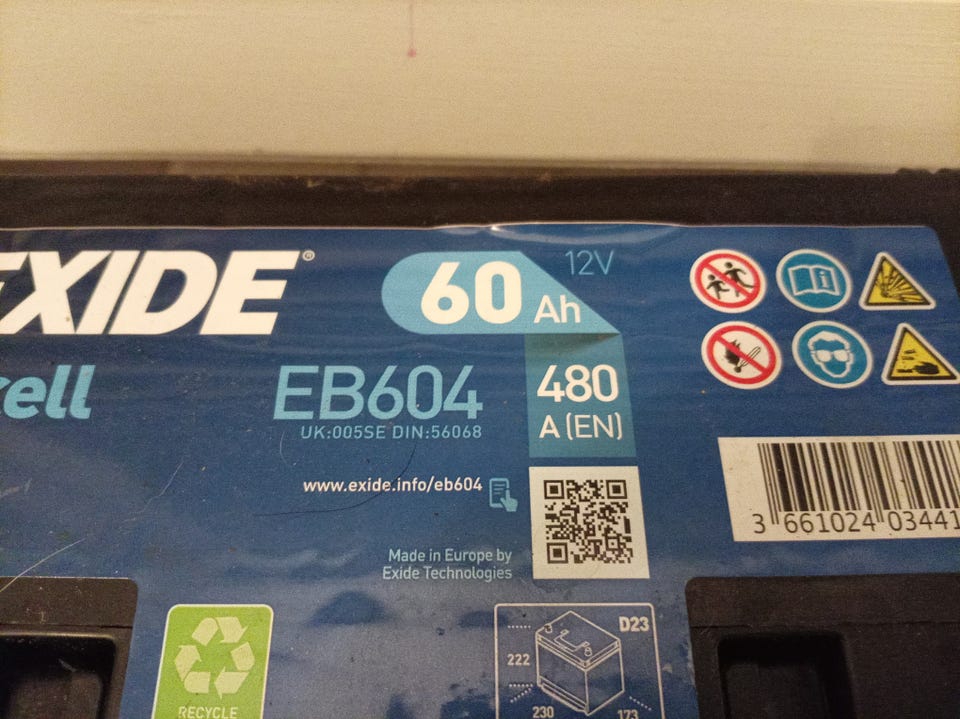 EXIDE®
60 Ah
12V
cell
EB604
480
A (EN)
UK:005SE DIN:56068
www.exide.info/eb604
3 661024 03441
Made in Europe by
Exide Technologies
RECYCLE
D23
222
230
173